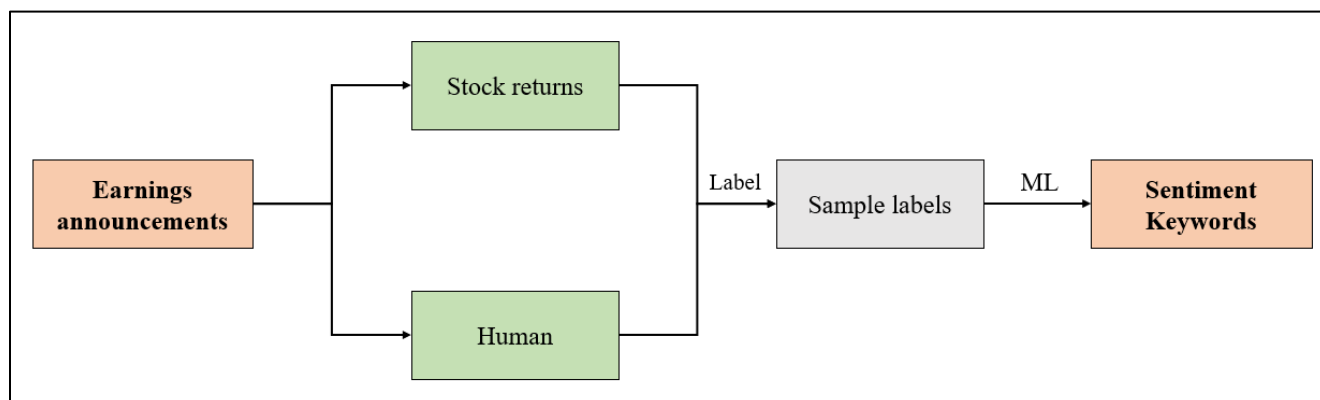 Stock returns
Earnings
announcements
Label
Sample labels
ML
Sentiment
Keywords
Human